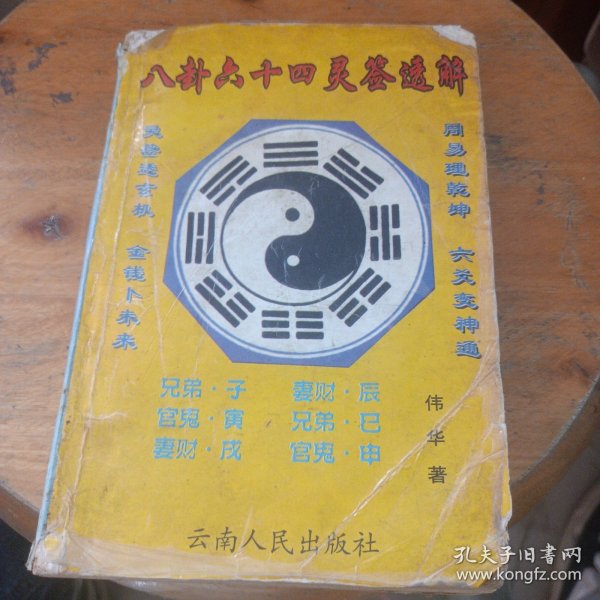 八卦六十四灵签透解
周易理乾坤 六爻变神通
灵签透玄机 金钱卜未来
兄弟·子 妻财·辰
官鬼·寅 兄弟·巳
妻财·戌 官鬼·申
伟华著
云南人民出版社
孔夫子旧书网
www.kongfz.com